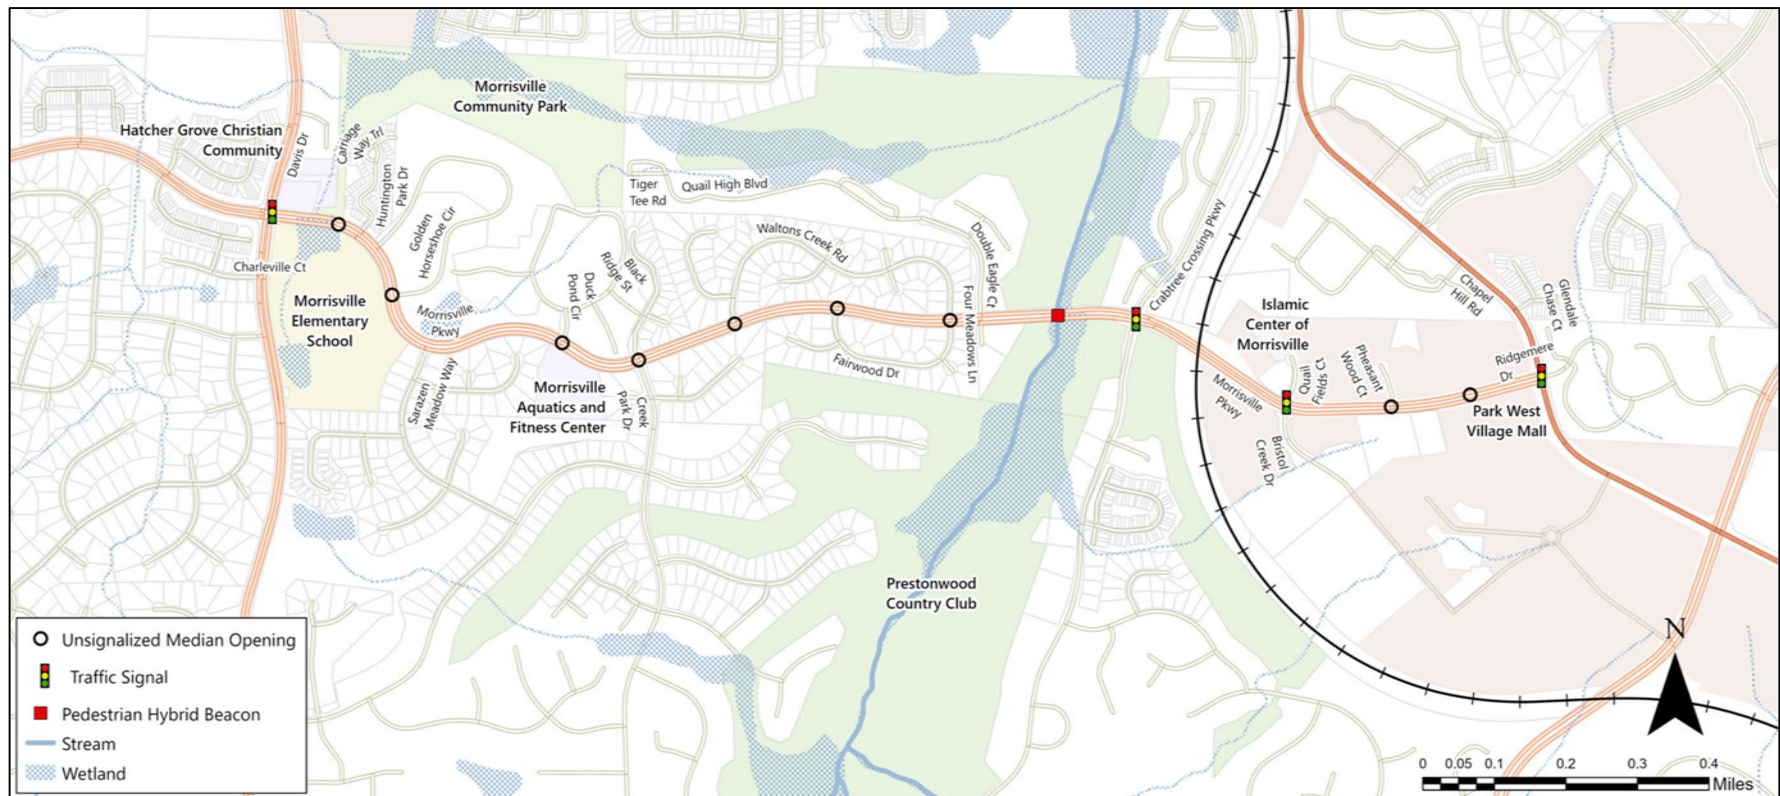 Morrisville
Community Park
Hatcher Grove Christian
Community
Davis Dr
Carriage
Way Trl
Huntington
Park Dr
Golden
Horseshoe Cir
Tiger
Tee Rd
Quail High Blvd
Waltons Creek Rd
Double Eagle Ct
Crabtree Crossing Pkwy
Charleville Ct
Morrisville
Elementary
School
Morrisville
Pkwy
Duck
Pond Cir
Black
Ridge St
Four Meadows Ln
Fairwood Dr
Sarazen
Meadow Way
Morrisville
Aquatics and
Fitness Center
Creek
Park Dr
Islamic
Center of
Morrisville
Chapel
Hill Rd
Glendale
Chase Ct
Ridgemere
Dr
Quail
Fields Ct
Pheasant
Wood Ct
Morrisville
Pkwy
Bristol
Creek Dr
Park West
Village Mall
Prestonwood
Country Club
Unsignalized Median Opening
Traffic Signal
Pedestrian Hybrid Beacon
Stream
Wetland
N
0 0.05 0.1 0.2 0.3 0.4
Miles